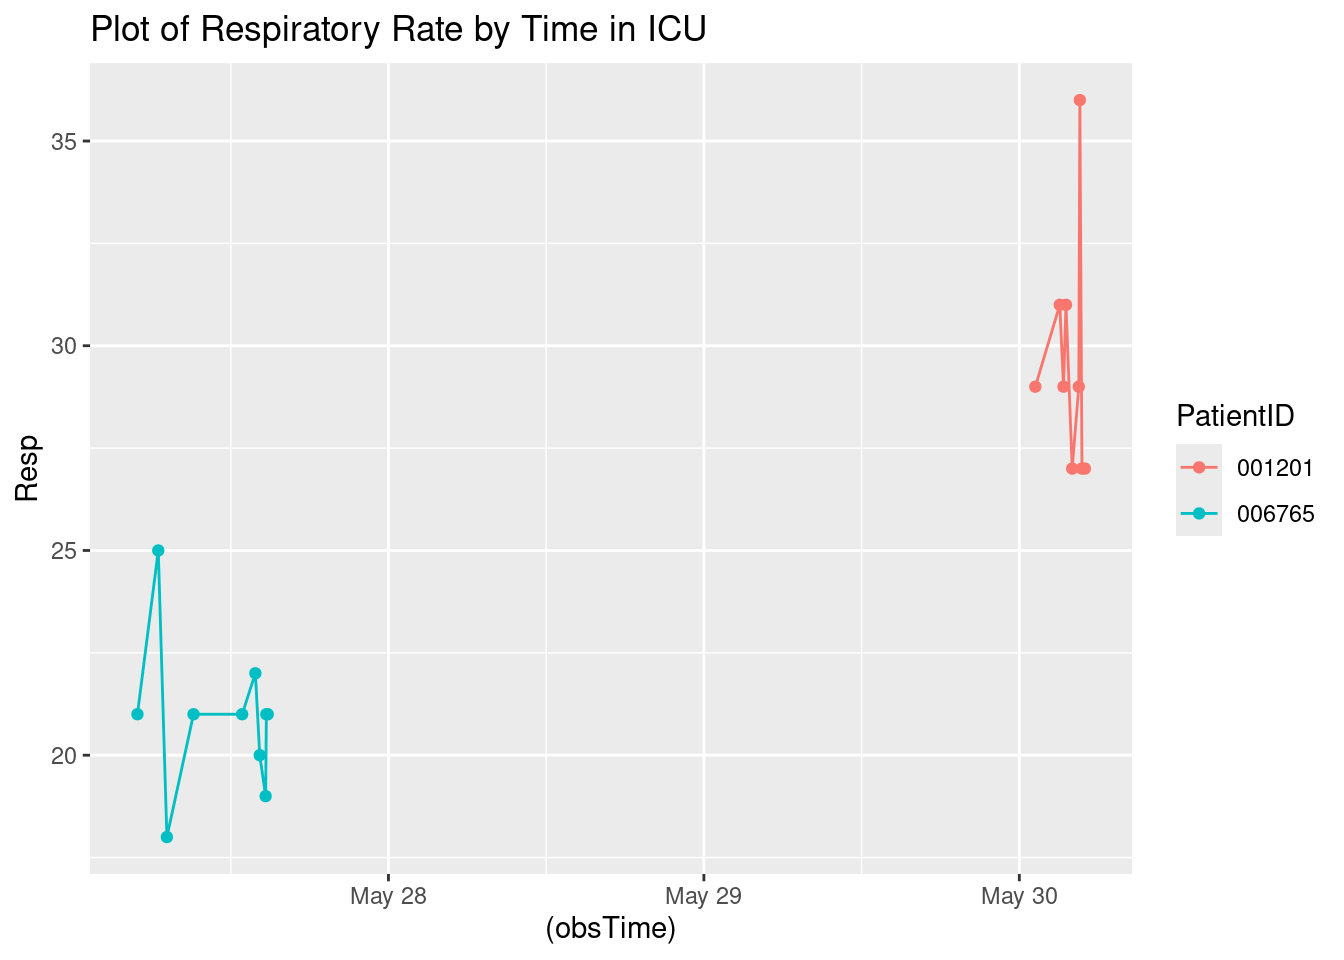 Plot of Respiratory Rate by Time in ICU
35
30
25
20
Resp
May 28
May 29
May 30
(obsTime)
PatientID
001201
006765